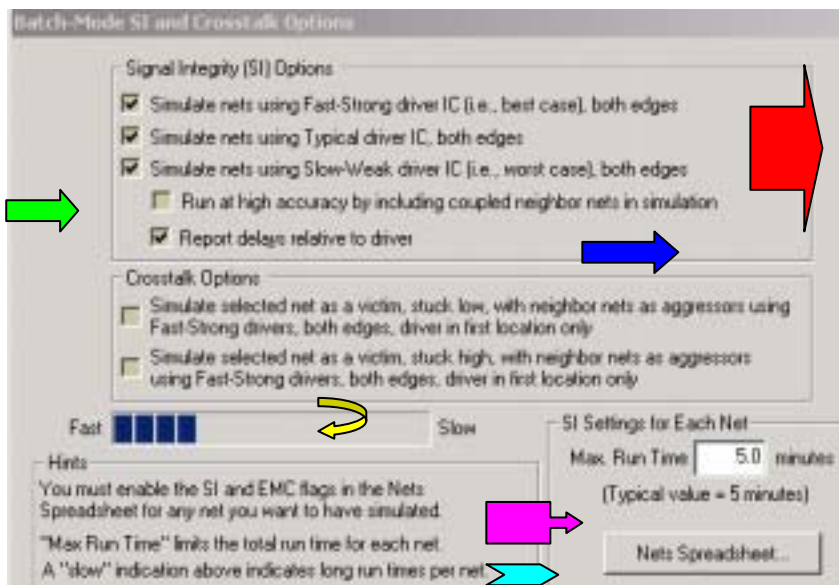 Batch-Mode SI and Crosstalk Options
Signal Integrity (SI) Options
Simulate nets using Fast-Strong driver IC (i.e., best case), both edges
Simulate nets using Typical driver IC, both edges
Simulate nets using Slow-Weak driver IC (i.e., worst case), both edges
Run at high accuracy by including coupled neighbor nets in simulation
Report delays relative to driver
Crosstalk Options
Simulate selected net as a victim, stuck low, with neighbor nets as aggressors using
Fast-Strong drivers, both edges, driver in first location only
Simulate selected net as a victim, stuck high, with neighbor nets as aggressors
using Fast-Strong drivers, both edges, driver in first location only
Fast
Slow
Hints
You must enable the SI and EMC flags in the Nets
Spreadsheet for any net you want to have simulated.
"Max Run Time" limits the total run time for each net.
A "slow" indication above indicates long run times per net
SI Settings for Each Net
Max. Run Time 5.0 minutes
(Typical value = 5 minutes)
Nets Spreadsheet...